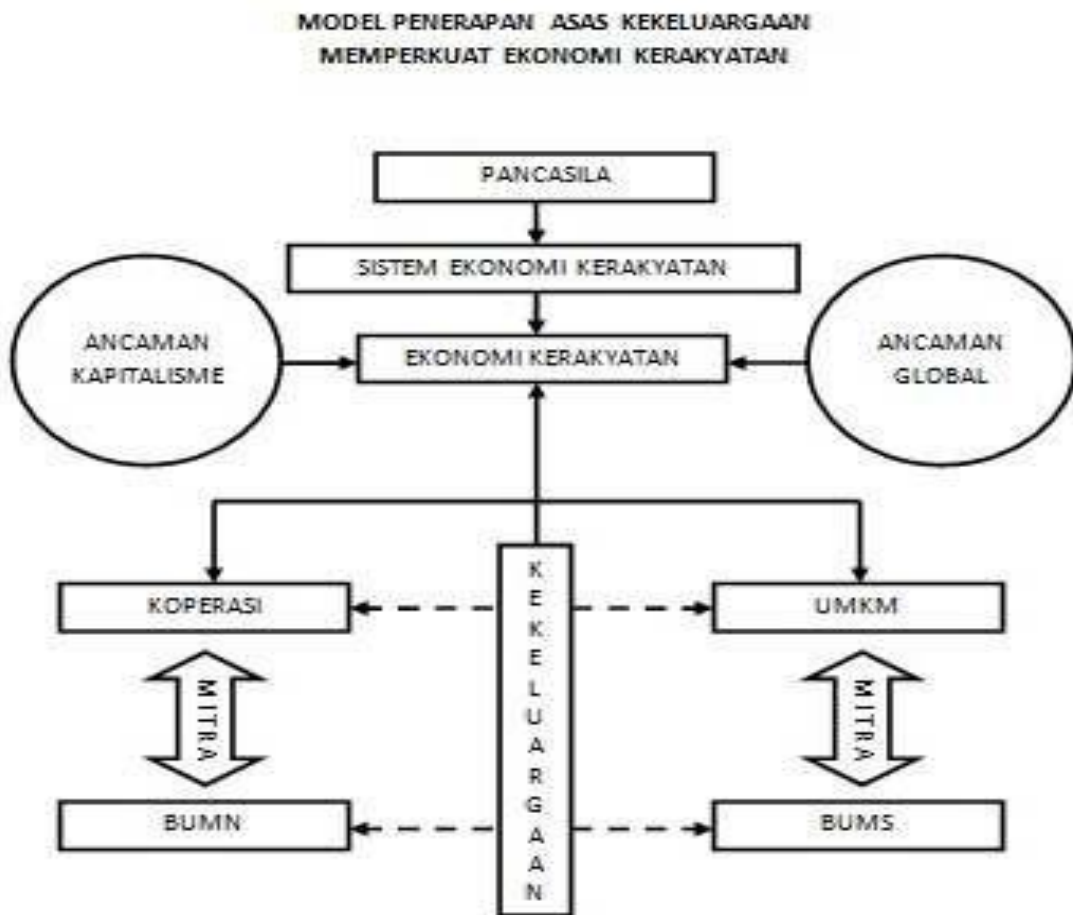 MODEL PENERAPAN ASAS KEKELUARGAAN
MEMPERKUAT EKONOMI KERAKYATAN
PANCASILA
SISTEM EKONOMI KERAKYATAN
ANCAMAN
KAPITALISME
EKONOMI KERAKYATAN
ANCAMAN
GLOBAL
KOPERASI
KEKELUARGAAN
UMKM
MITRA
MITRA
BUMN
BUMS